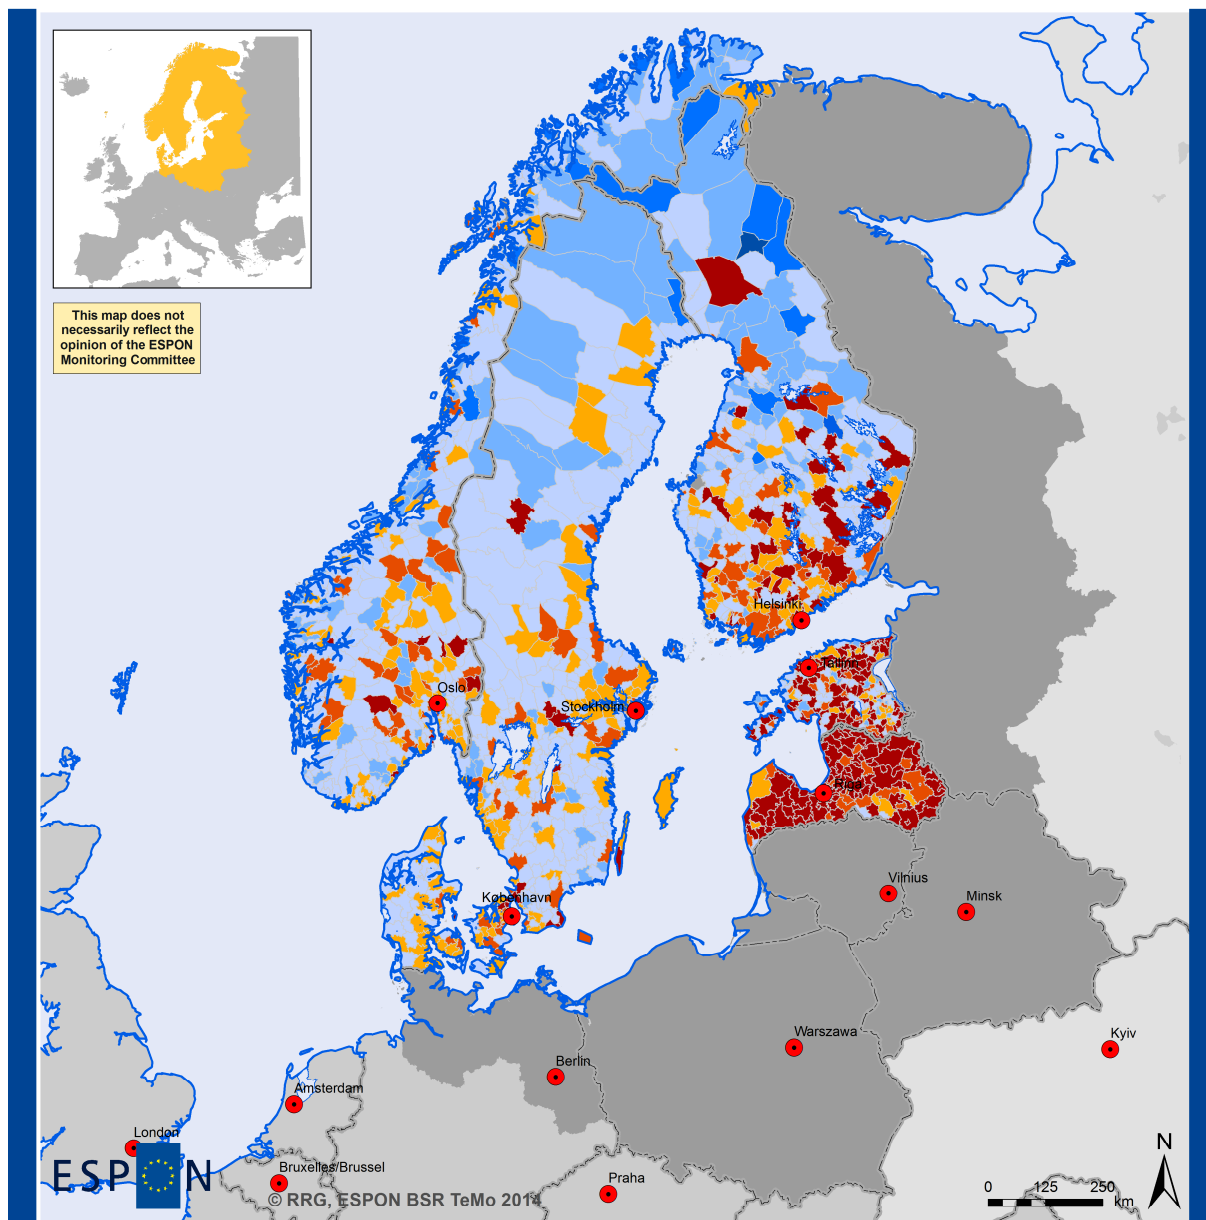 This map does not
necessarily reflect the
opinion of the ESPON
Monitoring Committee
Helsinki
Tallinn
Oslo
Stockholm
Riga
Vilnius
København
Minsk
Warszawa
Kyiv
Berlin
Amsterdam
London
Bruxelles/Brussel
Praha
ESPON
© RRG, ESPON BSR TeMo 2014
N
0 125 250
km